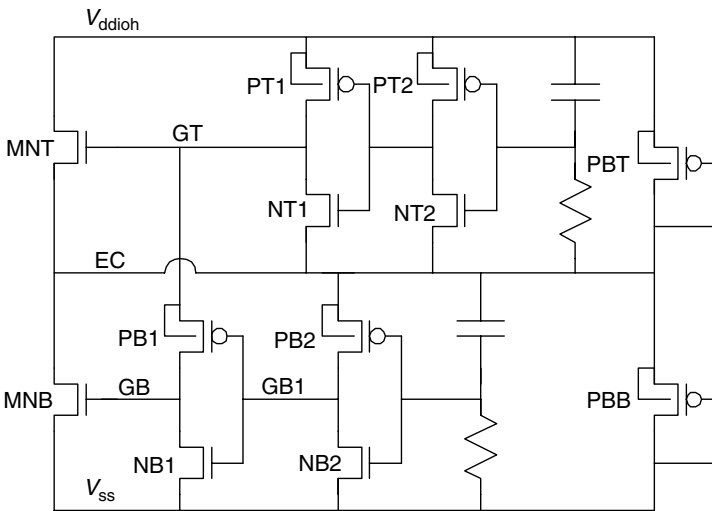 Vddioh
PT1
PT2
GT
MNT
PBT
NT1
NT2
EC
PB1
PB2
GB
GB1
MNB
PBB
NB1
NB2
Vss